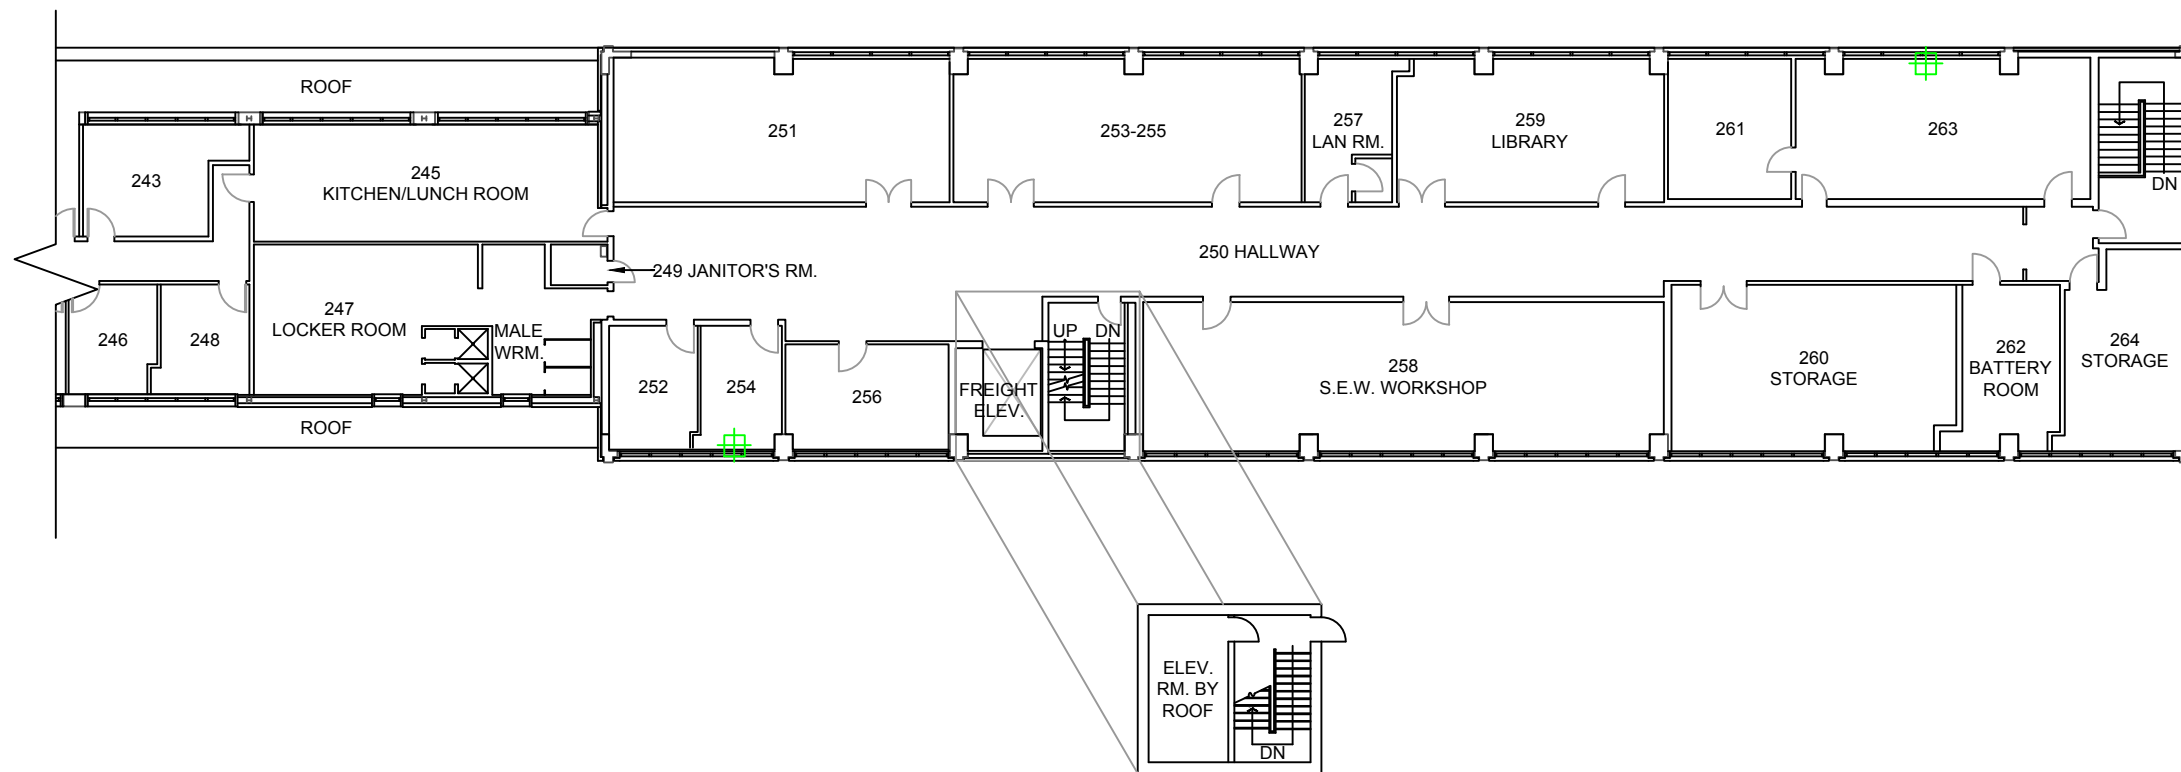 ROOF
243
245
KITCHEN/LUNCH ROOM
251
253-255
257
LAN RM.
259
LIBRARY
261
263
DN
250 HALLWAY
249 JANITOR'S RM.
247
LOCKER ROOM
246
248
MALE
WRM.
252
254
256
FREIGHT
ELEV.
UP
DN
258
S.E.W. WORKSHOP
260
STORAGE
262
BATTERY
ROOM
264
STORAGE
ROOF
ELEV.
RM. BY
ROOF
DN